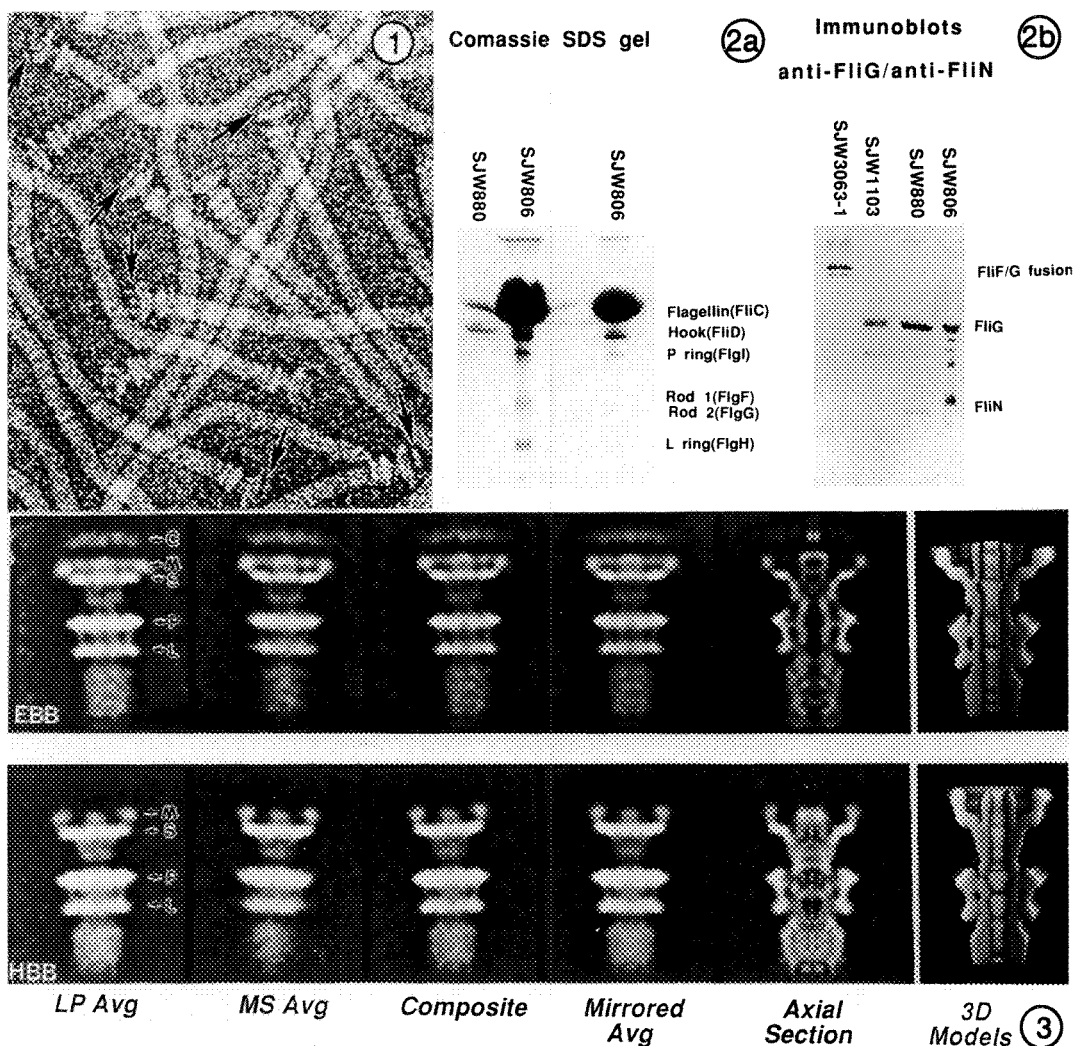 1
Comassie SDS gel
2a
Immunoblots
2b
anti-FliG/anti-FliN
SJW880
SJW806
SJW806
SJW3063-1
SJW1103
SJW880
SJW806
Flagellin(FliC)
Hook(FliD)
P ring(FlgI)
Rod 1(FlgF)
Rod 2(FlgG)
L ring(FlgH)
FliF/G fusion
FliG
FliN
EBB
HBB
LP Avg
MS Avg
Composite
Mirrored
Avg
Axial
Section
3D
Models
3